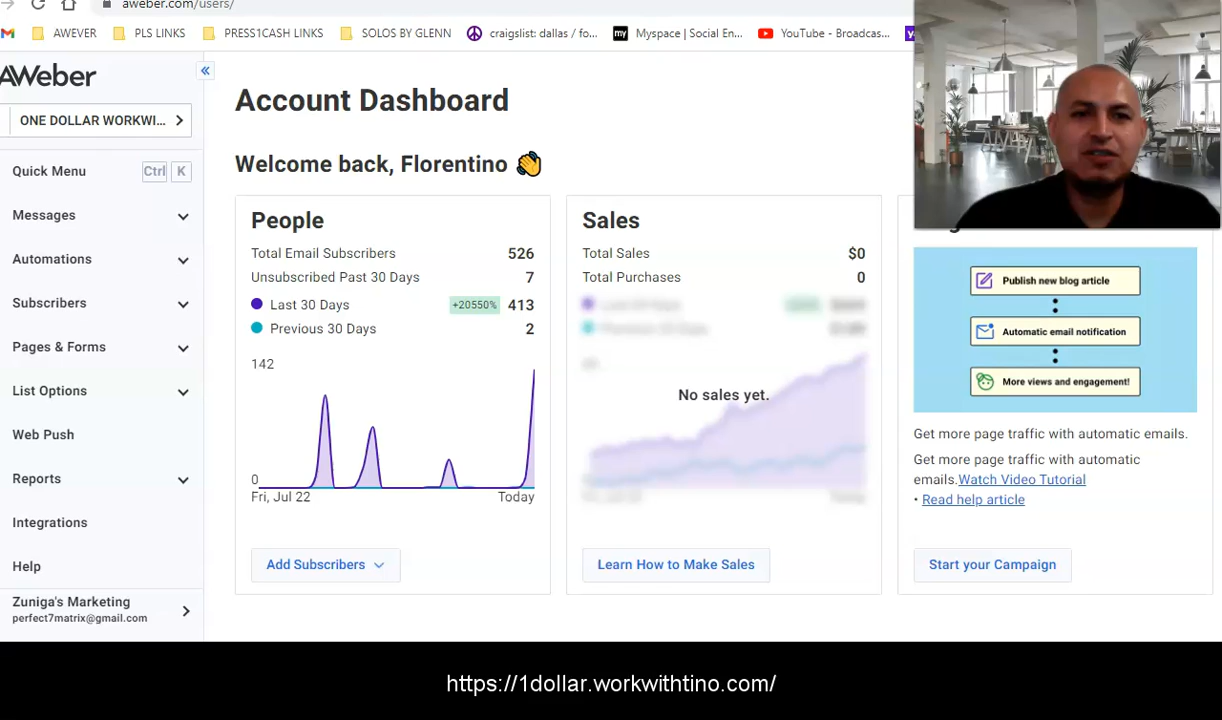 aweber.com/users/
AWEVER
PLS LINKS
PRESS1CASH LINKS
SOLOS BY GLENN
craigslist: dallas / fo...
my
Myspace | Social En...
YouTube - Broadcas...
AWeber
«
Account Dashboard
ONE DOLLAR WORKWI...
Welcome back, Florentino 👋
Quick Menu
Ctrl K
Messages
Automations
Subscribers
Pages & Forms
List Options
Web Push
Reports
Integrations
Help
Zuniga's Marketing
perfect7matrix@gmail.com
People
Total Email Subscribers 526
Unsubscribed Past 30 Days 7
Last 30 Days +20550% 413
Previous 30 Days 2
142
0
Fri, Jul 22 Today
Add Subscribers
Sales
Total Sales $0
Total Purchases 0
No sales yet.
Learn How to Make Sales
Publish new blog article
Automatic email notification
More views and engagement!
Get more page traffic with automatic emails.
Get more page traffic with automatic
emails.Watch Video Tutorial
• Read help article
Start your Campaign
https://1dollar.workwithtino.com/